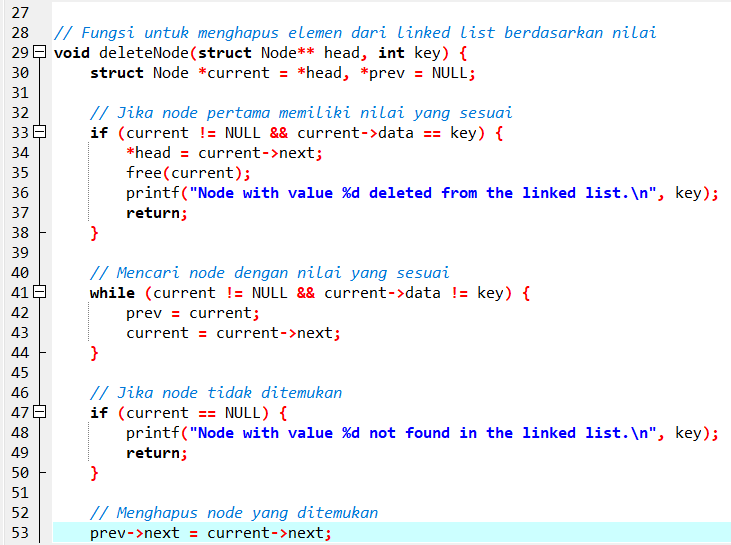 27
28 // Fungsi untuk menghapus elemen dari linked list berdasarkan nilai
29 void deleteNode(struct Node** head, int key) {
30 struct Node *current = *head, *prev = NULL;
31
32 // Jika node pertama memiliki nilai yang sesuai
33 if (current != NULL && current->data == key) {
34 *head = current->next;
35 free(current);
36 printf("Node with value %d deleted from the linked list.\n", key);
37 return;
38 }
39
40 // Mencari node dengan nilai yang sesuai
41 while (current != NULL && current->data != key) {
42 prev = current;
43 current = current->next;
44 }
45
46 // Jika node tidak ditemukan
47 if (current == NULL) {
48 printf("Node with value %d not found in the linked list.\n", key);
49 return;
50 }
51
52 // Menghapus node yang ditemukan
53 prev->next = current->next;